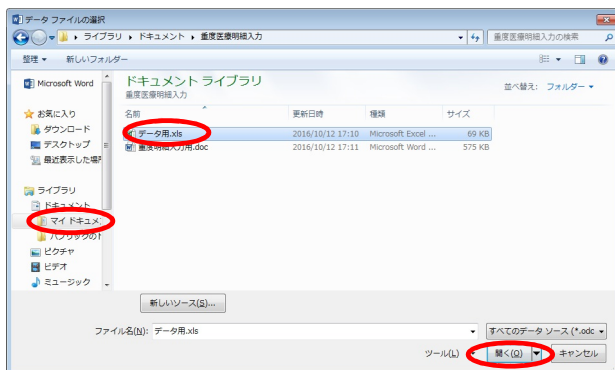 データ ファイルの選択
ライブラリ ▸ ドキュメント ▸ 重度医療明細入力
重度医療明細入力の検索
整理 ▼ 新しいフォルダー
Microsoft Word
お気に入り
ダウンロード
デスクトップ
最近表示した場所
ライブラリ
ドキュメント
マイ ドキュメ
パブリックのド
ピクチャ
ビデオ
ミュージック
ドキュメント ライブラリ
重度医療明細入力
並べ替え: フォルダー ▼
名前 更新日時 種類 サイズ
データ用.xls 2016/10/12 17:10 Microsoft Excel ... 69 KB
重度明細入力用.doc 2016/10/12 17:11 Microsoft Word ... 575 KB
新しいソース(S)...
ファイル名(N): データ用.xls
すべてのデータ ソース (*.odc
ツール(L) ▼ 開く(O) ▼ キャンセル